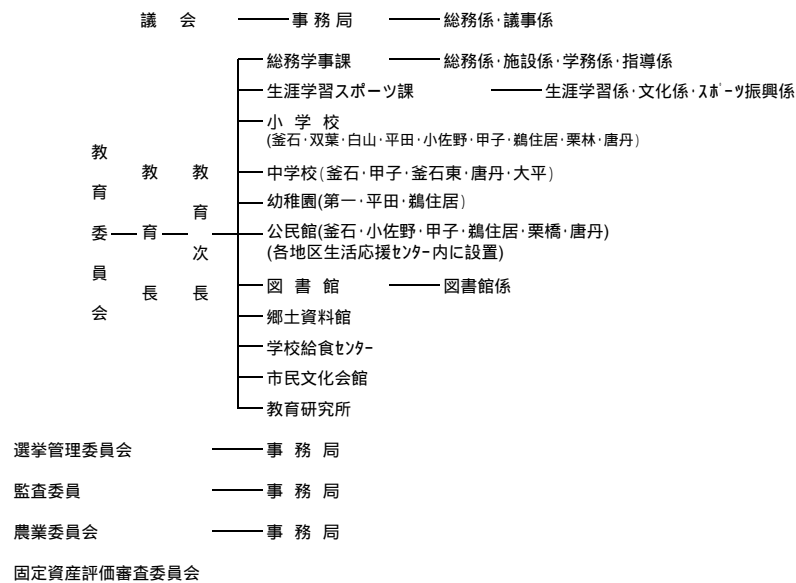 議 会 事 務 局 総務係･議事係
総務学事課 総務係･施設係･学務係･指導係
生涯学習スポーツ課 生涯学習係･文化係･ｽﾎﾟｰﾂ振興係
小 学 校
(釜石･双葉･白山･平田･小佐野･甲子･鵜住居･栗林･唐丹)
中学校(釜石･甲子･釜石東･唐丹･大平)
幼稚園(第一･平田･鵜住居)
教育委員会 教育長 教育次長
公民館(釜石･小佐野･甲子･鵜住居･栗橋･唐丹)
(各地区生活応援ｾﾝﾀｰ内に設置)
図 書 館 図書館係
郷土資料館
学校給食ｾﾝﾀｰ
市民文化会館
教育研究所
選挙管理委員会 事 務 局
監査委員 事 務 局
農業委員会 事 務 局
固定資産評価審査委員会